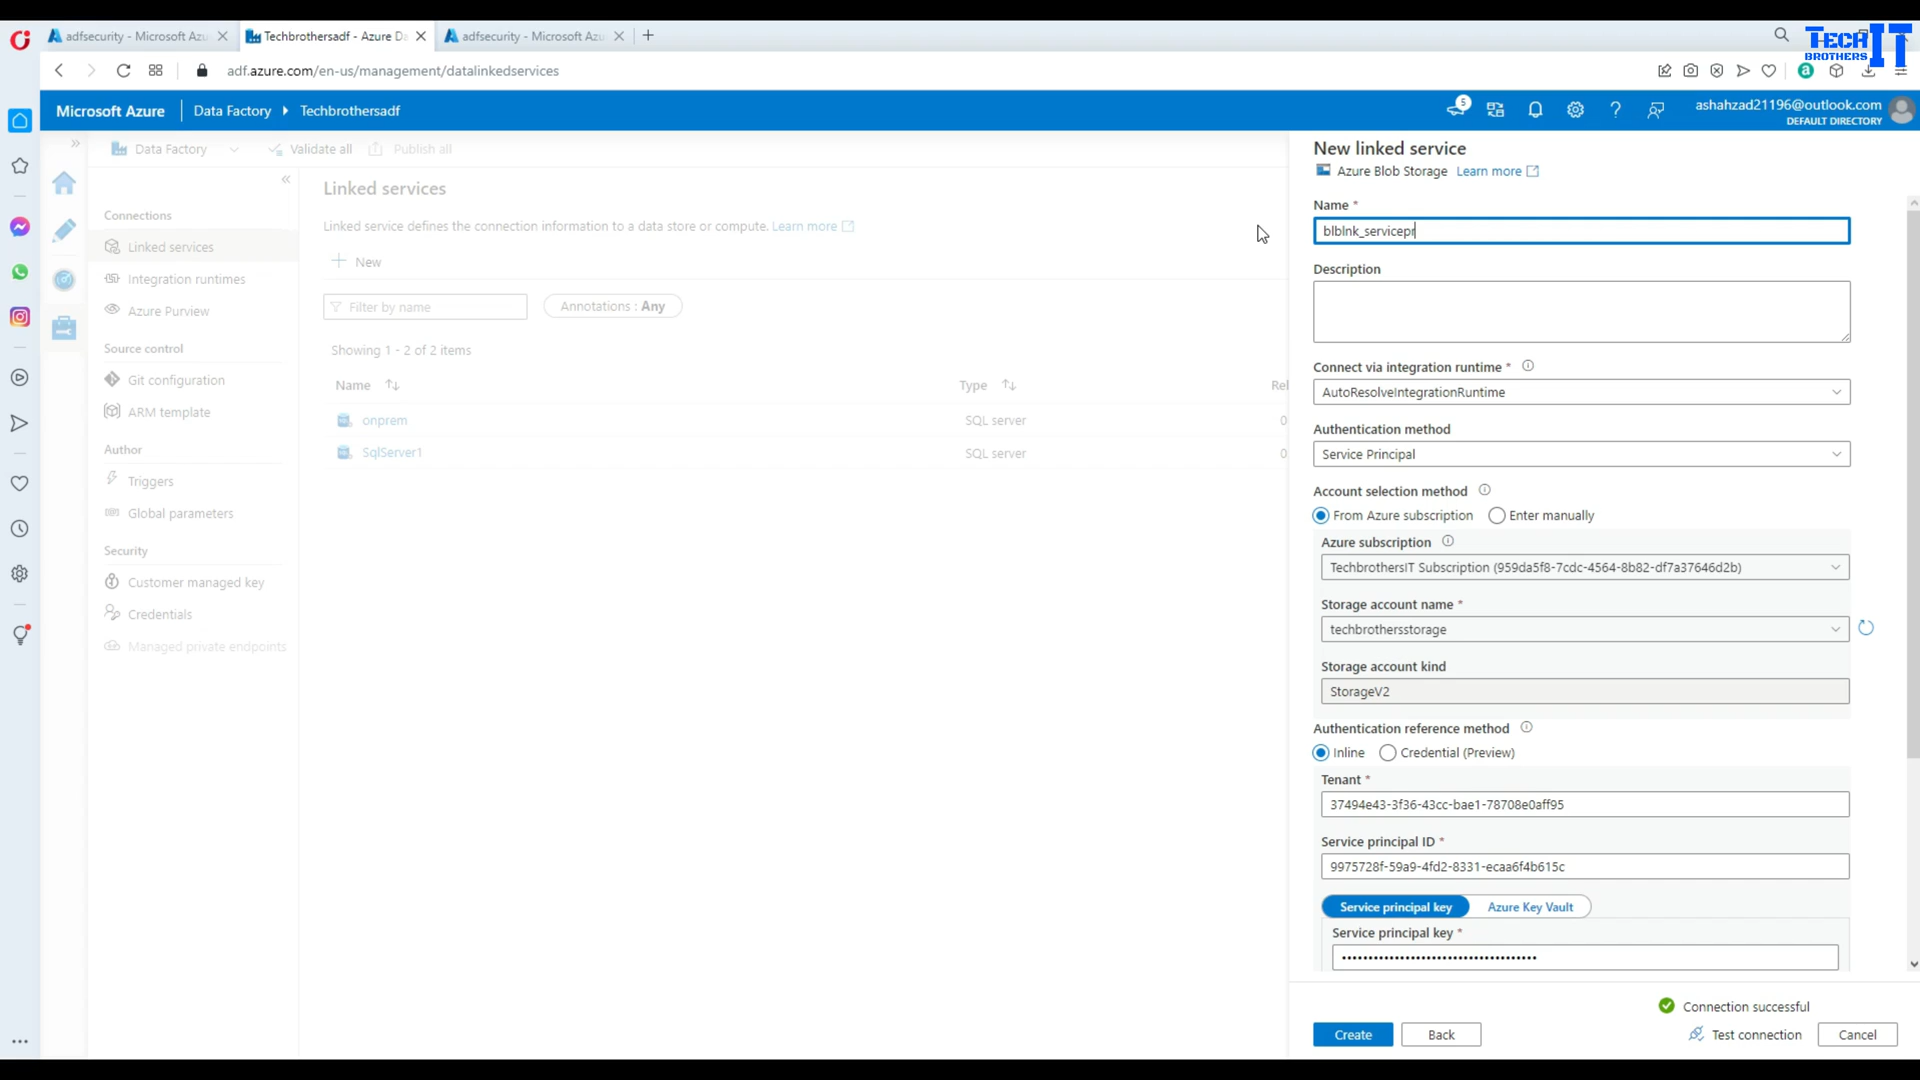 adfsecurity - Microsoft Azu
Techbrothersadf - Azure Da
adfsecurity - Microsoft Azu
TECH IT
BROTHERS
adf.azure.com/en-us/management/datalinkedservices
Microsoft Azure
Data Factory
Techbrothersadf
5
ashahzad21196@outlook.com
DEFAULT DIRECTORY
Data Factory
Validate all
Publish all
Connections
Linked services
Integration runtimes
Azure Purview
Source control
Git configuration
ARM template
Author
Triggers
Global parameters
Security
Customer managed key
Credentials
Managed private endpoints
Linked services
Linked service defines the connection information to a data store or compute. Learn more
New
Filter by name
Annotations : Any
Showing 1 - 2 of 2 items
Name
Type
Rel
onprem
SQL server
0
SqlServer1
SQL server
0
New linked service
Azure Blob Storage Learn more
Name *
blblnk_servicepr
Description
Connect via integration runtime *
AutoResolveIntegrationRuntime
Authentication method
Service Principal
Account selection method
From Azure subscription
Enter manually
Azure subscription
TechbrothersIT Subscription (959da5f8-7cdc-4564-8b82-df7a37646d2b)
Storage account name *
techbrothersstorage
Storage account kind
StorageV2
Authentication reference method
Inline
Credential (Preview)
Tenant *
37494e43-3f36-43cc-bae1-78708e0aff95
Service principal ID *
9975728f-59a9-4fd2-8331-ecaa6f4b615c
Service principal key
Azure Key Vault
Service principal key *
Connection successful
Create
Back
Test connection
Cancel